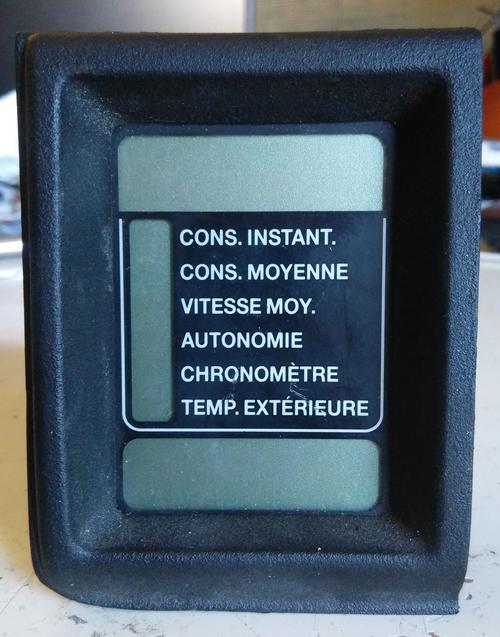 CONS. INSTANT.
CONS. MOYENNE
VITESSE MOY.
AUTONOMIE
CHRONOMÈTRE
TEMP. EXTÉRIEURE